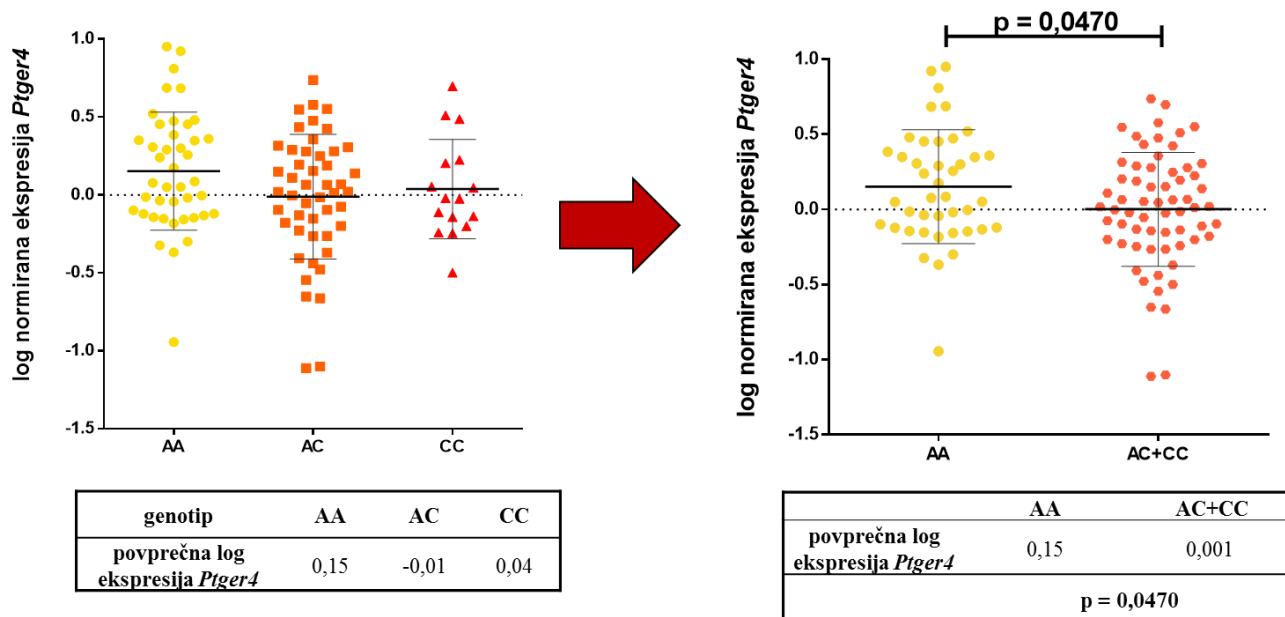 log normirana ekspresija Ptger4
1.0
0.5
0.0
-0.5
-1.0
-1.5
AA AC CC
genotip AA AC CC
povprečna log
ekspresija Ptger4 0,15 -0,01 0,04
p = 0,0470
log normirana ekspresija Ptger4
1.0
0.5
0.0
-0.5
-1.0
-1.5
AA AC+CC
AA AC+CC
povprečna log
ekspresija Ptger4 0,15 0,001
p = 0,0470